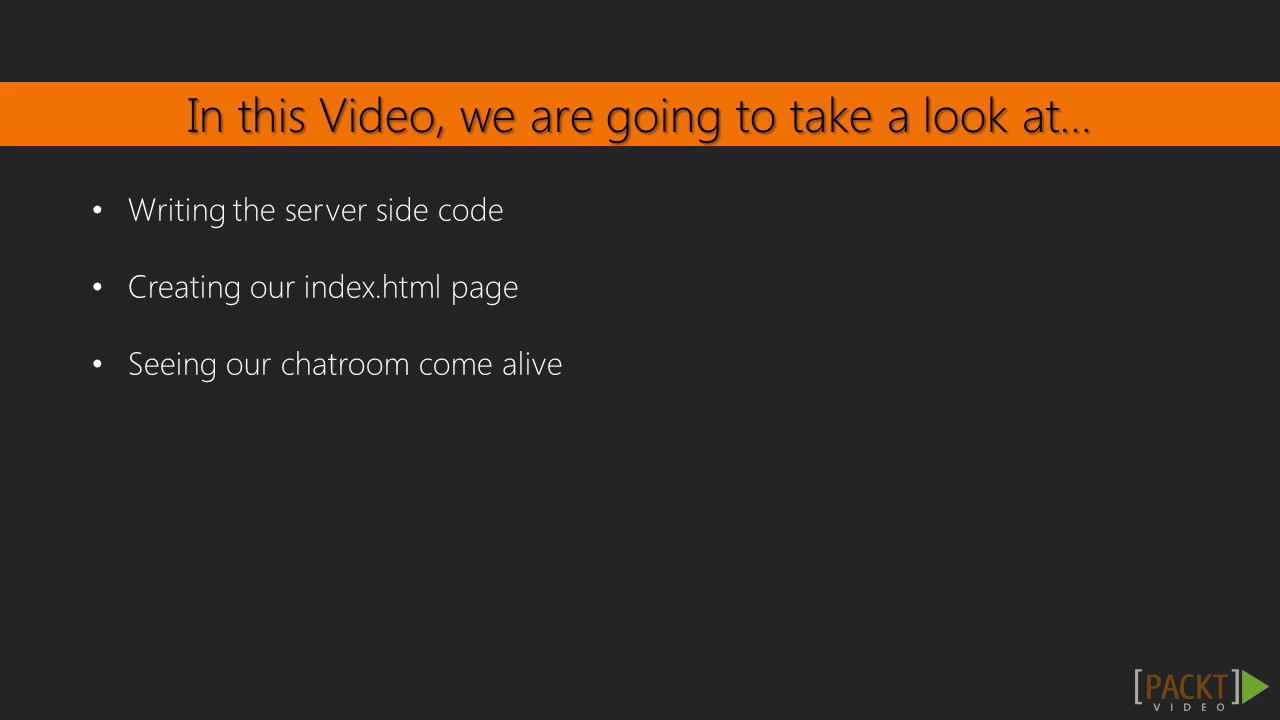 In this Video, we are going to take a look at...
• Writing the server side code
• Creating our index.html page
• Seeing our chatroom come alive
[PACKT]
VIDEO